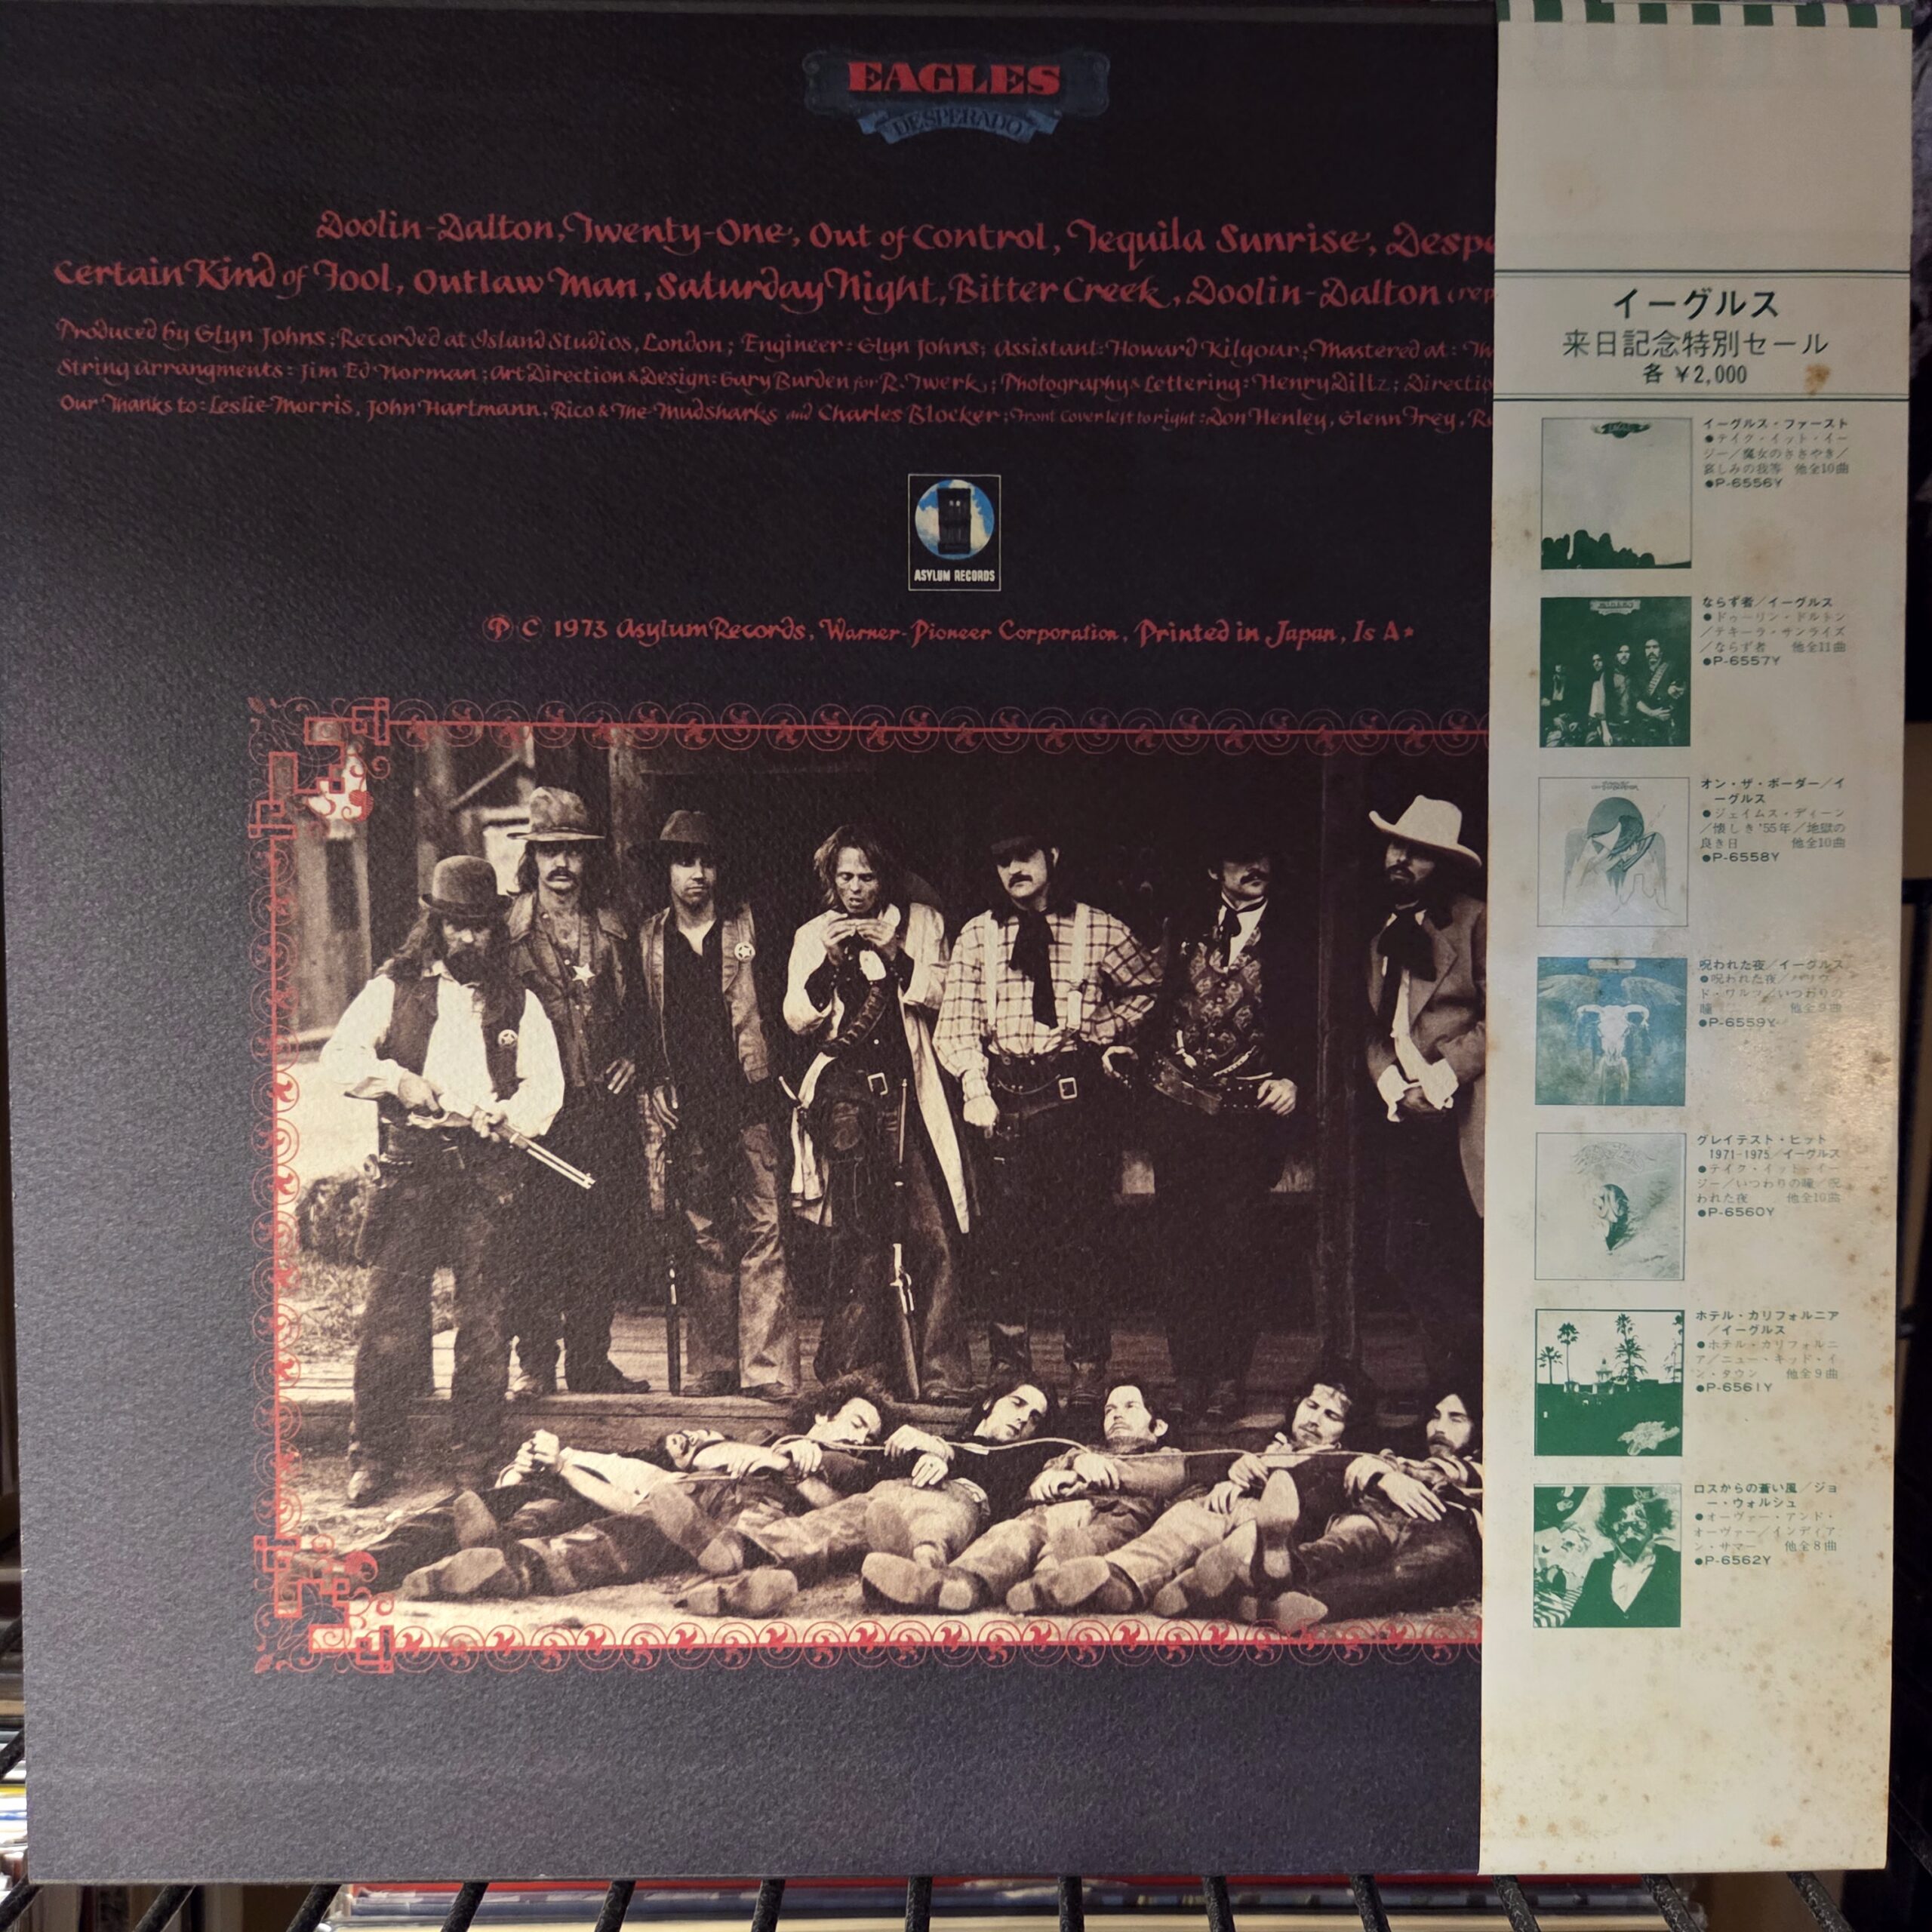 EAGLES
DESPERADO
Doolin-Dalton, Twenty-One, Out of Control, Tequila Sunrise, Despe
Certain Kind of Fool, Outlaw Man, Saturday Night, Bitter Creek, Doolin-Dalton (rep
Produced by Glyn Johns; Recorded at Island Studios, London; Engineer: Glyn Johns; Assistant: Howard Kilgour; Mastered at: Th
String arrangments: Jim Ed Norman; Art Direction & Design: Gary Burden for R. Twerk; Photography & Lettering: Henry Diltz; Directio
Our Thanks to: Leslie Morris, John Hartmann, Rico & The Mudsharks and Charles Blocker; Front cover left to right: Don Henley, Glenn Frey, R
ASYLUM RECORDS
Ⓟ C 1973 Asylum Records, Warner-Pioneer Corporation, Printed in Japan, Is A*
イーグルス
来日記念特別セール
各 ¥2,000
イーグルス・ファースト
●テイク・イット・イー
ジー/魔女のささやき/
哀しみの我等 他全10曲
●P-6556Y
ならず者/イーグルス
●ドゥーリン・ドルトン
/テキーラ・サンライズ
/ならず者 他全11曲
●P-6557Y
オン・ザ・ボーダー/イ
ーグルス
●ジェイムス・ディーン
/懐しき'55年/地獄の
良き日 他全10曲
●P-6558Y
呪われた夜/イーグルス
●呪われた夜/ハリウッ
ド・ワルツ/いつわりの
瞳 他全9曲
●P-6559Y
グレイテスト・ヒット
1971-1975/イーグルス
●テイク・イット・イー
ジー/いつわりの瞳/呪
われた夜 他全10曲
●P-6560Y
ホテル・カリフォルニア
/イーグルス
●ホテル・カリフォルニ
ア/ニュー・キッド・イ
ン・タウン 他全9曲
●P-6561Y
ロスからの蒼い風/ジョ
ー・ウォルシュ
●オーヴァー・アンド・
オーヴァー/インディア
ン・サマー 他全8曲
●P-6562Y